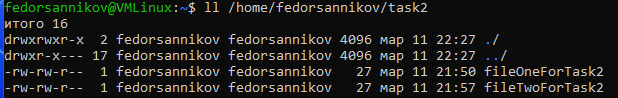 fedorsannikov@VMLinux:~$ ll /home/fedorsannikov/task2
итого 16
drwxrwxr-x  2 fedorsannikov fedorsannikov 4096 мар 11 22:27 ./
drwxr-x--- 17 fedorsannikov fedorsannikov 4096 мар 11 22:27 ../
-rw-rw-r--  1 fedorsannikov fedorsannikov   27 мар 11 21:50 fileOneForTask2
-rw-rw-r--  1 fedorsannikov fedorsannikov   27 мар 11 21:57 fileTwoForTask2